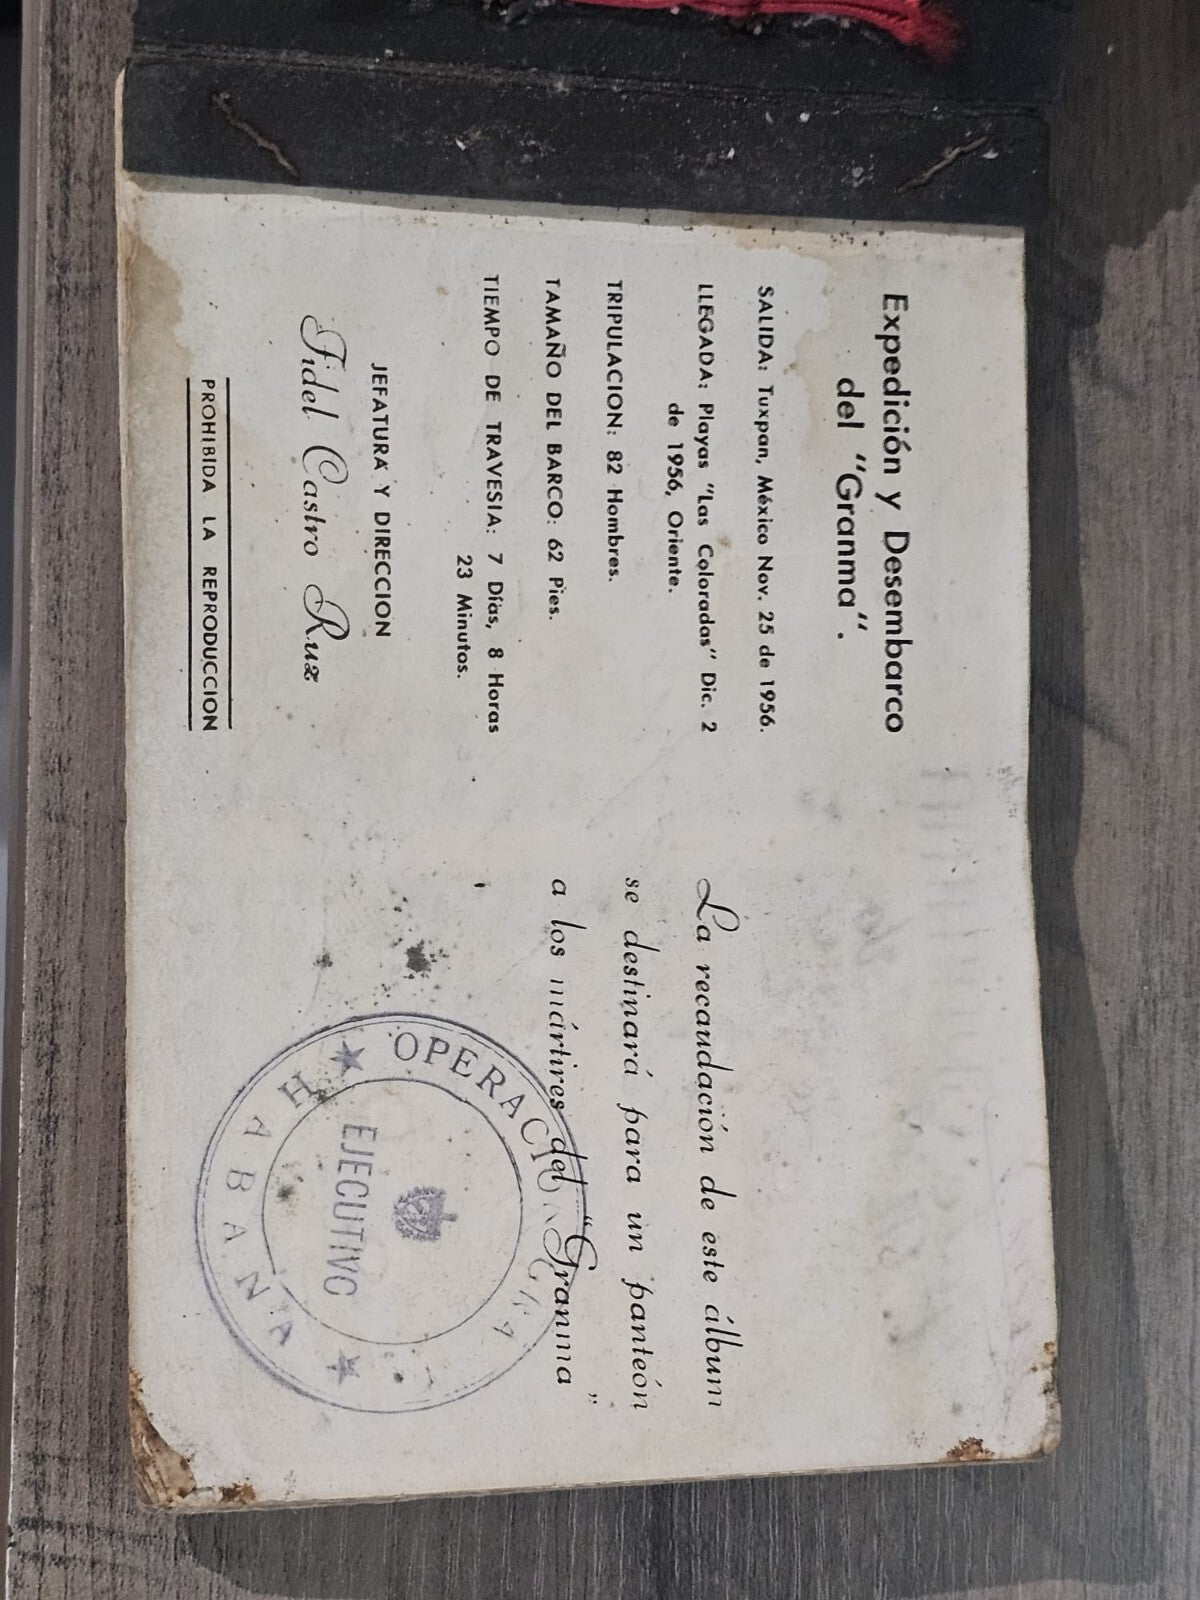 Expedición y Desembarco
del "Granma".
SALIDA: Tuxpan, México Nov. 25 de 1956.
LLEGADA: Playas "Las Coloradas" Dic. 2
de 1956, Oriente.
TRIPULACION: 82 Hombres.
TAMAÑO DEL BARCO: 62 Pies.
TIEMPO DE TRAVESIA: 7 Días, 8 Horas
23 Minutos.
JEFATURA Y DIRECCION
Fidel Castro Ruz
PROHIBIDA LA REPRODUCCION
La recaudación de este álbum
se destinará para un panteón
a los mártires del "Granma"
OPERACIONES
EJECUTIVO
HABANA